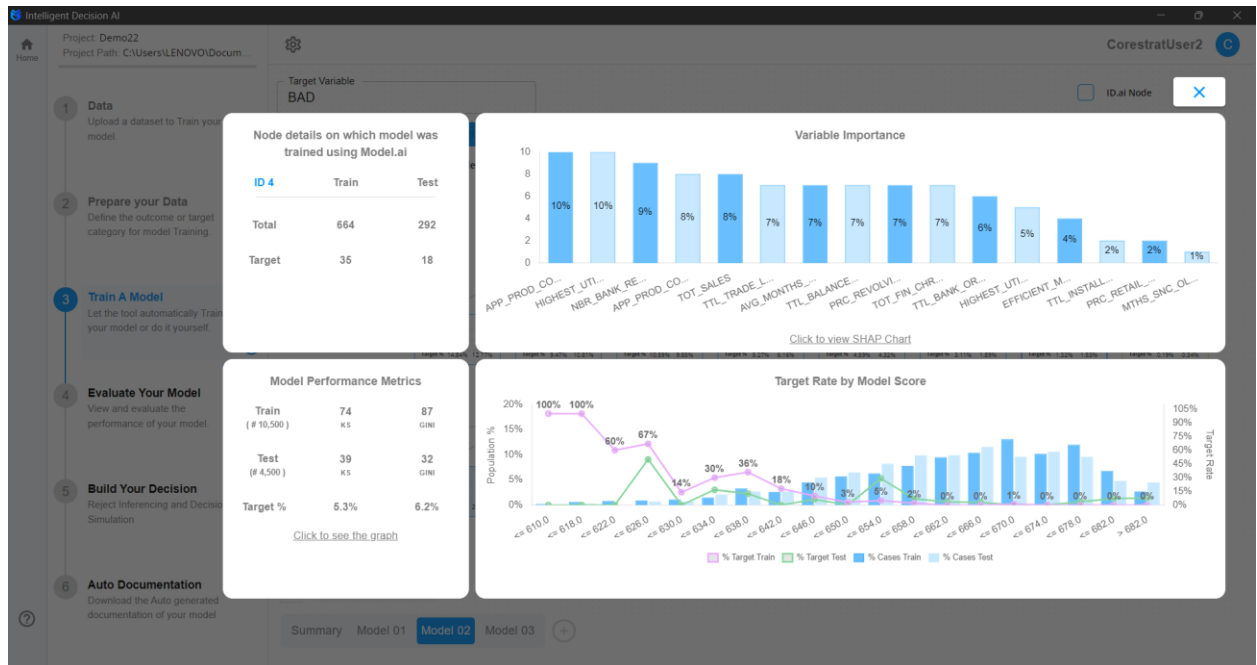 Intelligent Decision AI
Home
Project: Demo22
Project Path: C:\Users\LENOVO\Docum...
CorestratUser2
C
Target Variable
BAD
ID.ai Node
1
Data
Upload a dataset to Train your
model.
2
Prepare your Data
Define the outcome or target
category for model Training.
3
Train A Model
Let the tool automatically Train
your model or do it yourself.
4
Evaluate Your Model
View and evaluate the
performance of your model.
5
Build Your Decision
Reject Inferencing and Decisio
Simulation
6
Auto Documentation
Download the Auto generated
documentation of your model
Node details on which model was
trained using Model.ai
ID 4 Train Test
Total 664 292
Target 35 18
Variable Importance
10
8
6
4
2
0
10% 10% 9% 8% 8% 7% 7% 7% 7% 7% 6% 5% 4% 2% 2% 1%
APP_PROD_CO... HIGHEST_UTI... NBR_BANK_RE... APP_PROD_CO... TOT_SALES TTL_TRADE_L... AVG_MONTHS_... TTL_BALANCE... PRC_REVOLVI... TOT_FIN_CHR... TTL_BANK_OR... HIGHEST_UTI... EFFICIENT_M... TTL_INSTALL... PRC_RETAIL_... MTHS_SNC_OL...
Click to view SHAP Chart
Model Performance Metrics
Train 74 87
( # 10,500 ) KS GINI
Test 39 32
(# 4,500 ) KS GINI
Target % 5.3% 6.2%
Click to see the graph
Target Rate by Model Score
Population %
20%
15%
10%
5%
0%
100% 100% 60% 67% 14% 30% 36% 18% 10% 3% 5% 2% 0% 0% 1% 0% 0% 0% 0%
105%
90%
75%
60%
45%
30%
15%
0%
Target Rate
<= 610.0 <= 618.0 <= 622.0 <= 626.0 <= 630.0 <= 634.0 <= 638.0 <= 642.0 <= 646.0 <= 650.0 <= 654.0 <= 658.0 <= 662.0 <= 666.0 <= 670.0 <= 674.0 <= 678.0 <= 682.0 > 682.0
% Target Train % Target Test % Cases Train % Cases Test
Summary Model 01 Model 02 Model 03